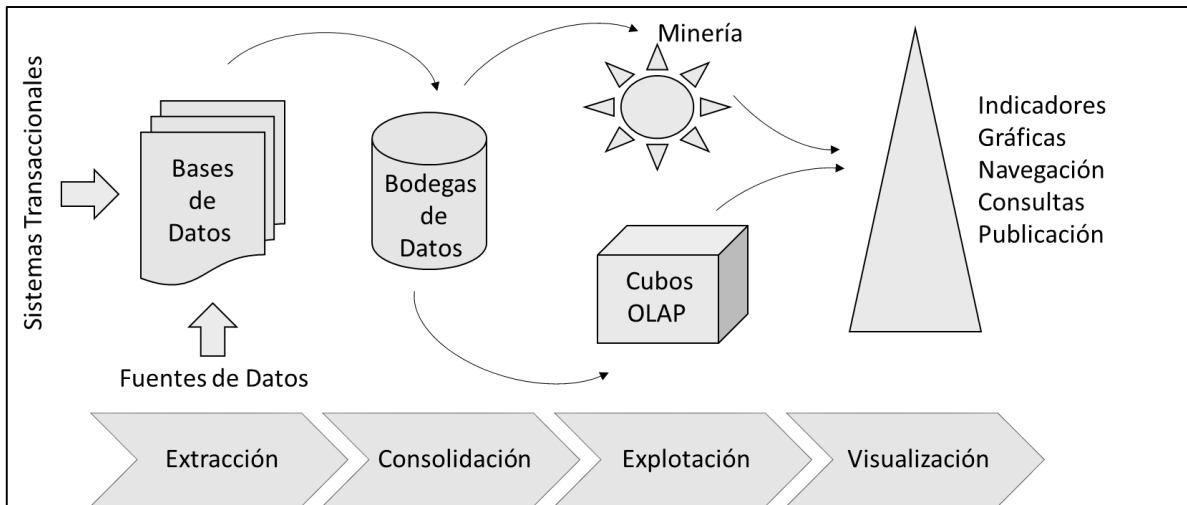 Sistemas Transaccionales
Bases
de
Datos
Fuentes de Datos
Bodegas
de
Datos
Minería
Cubos
OLAP
Indicadores
Gráficas
Navegación
Consultas
Publicación
Extracción
Consolidación
Explotación
Visualización